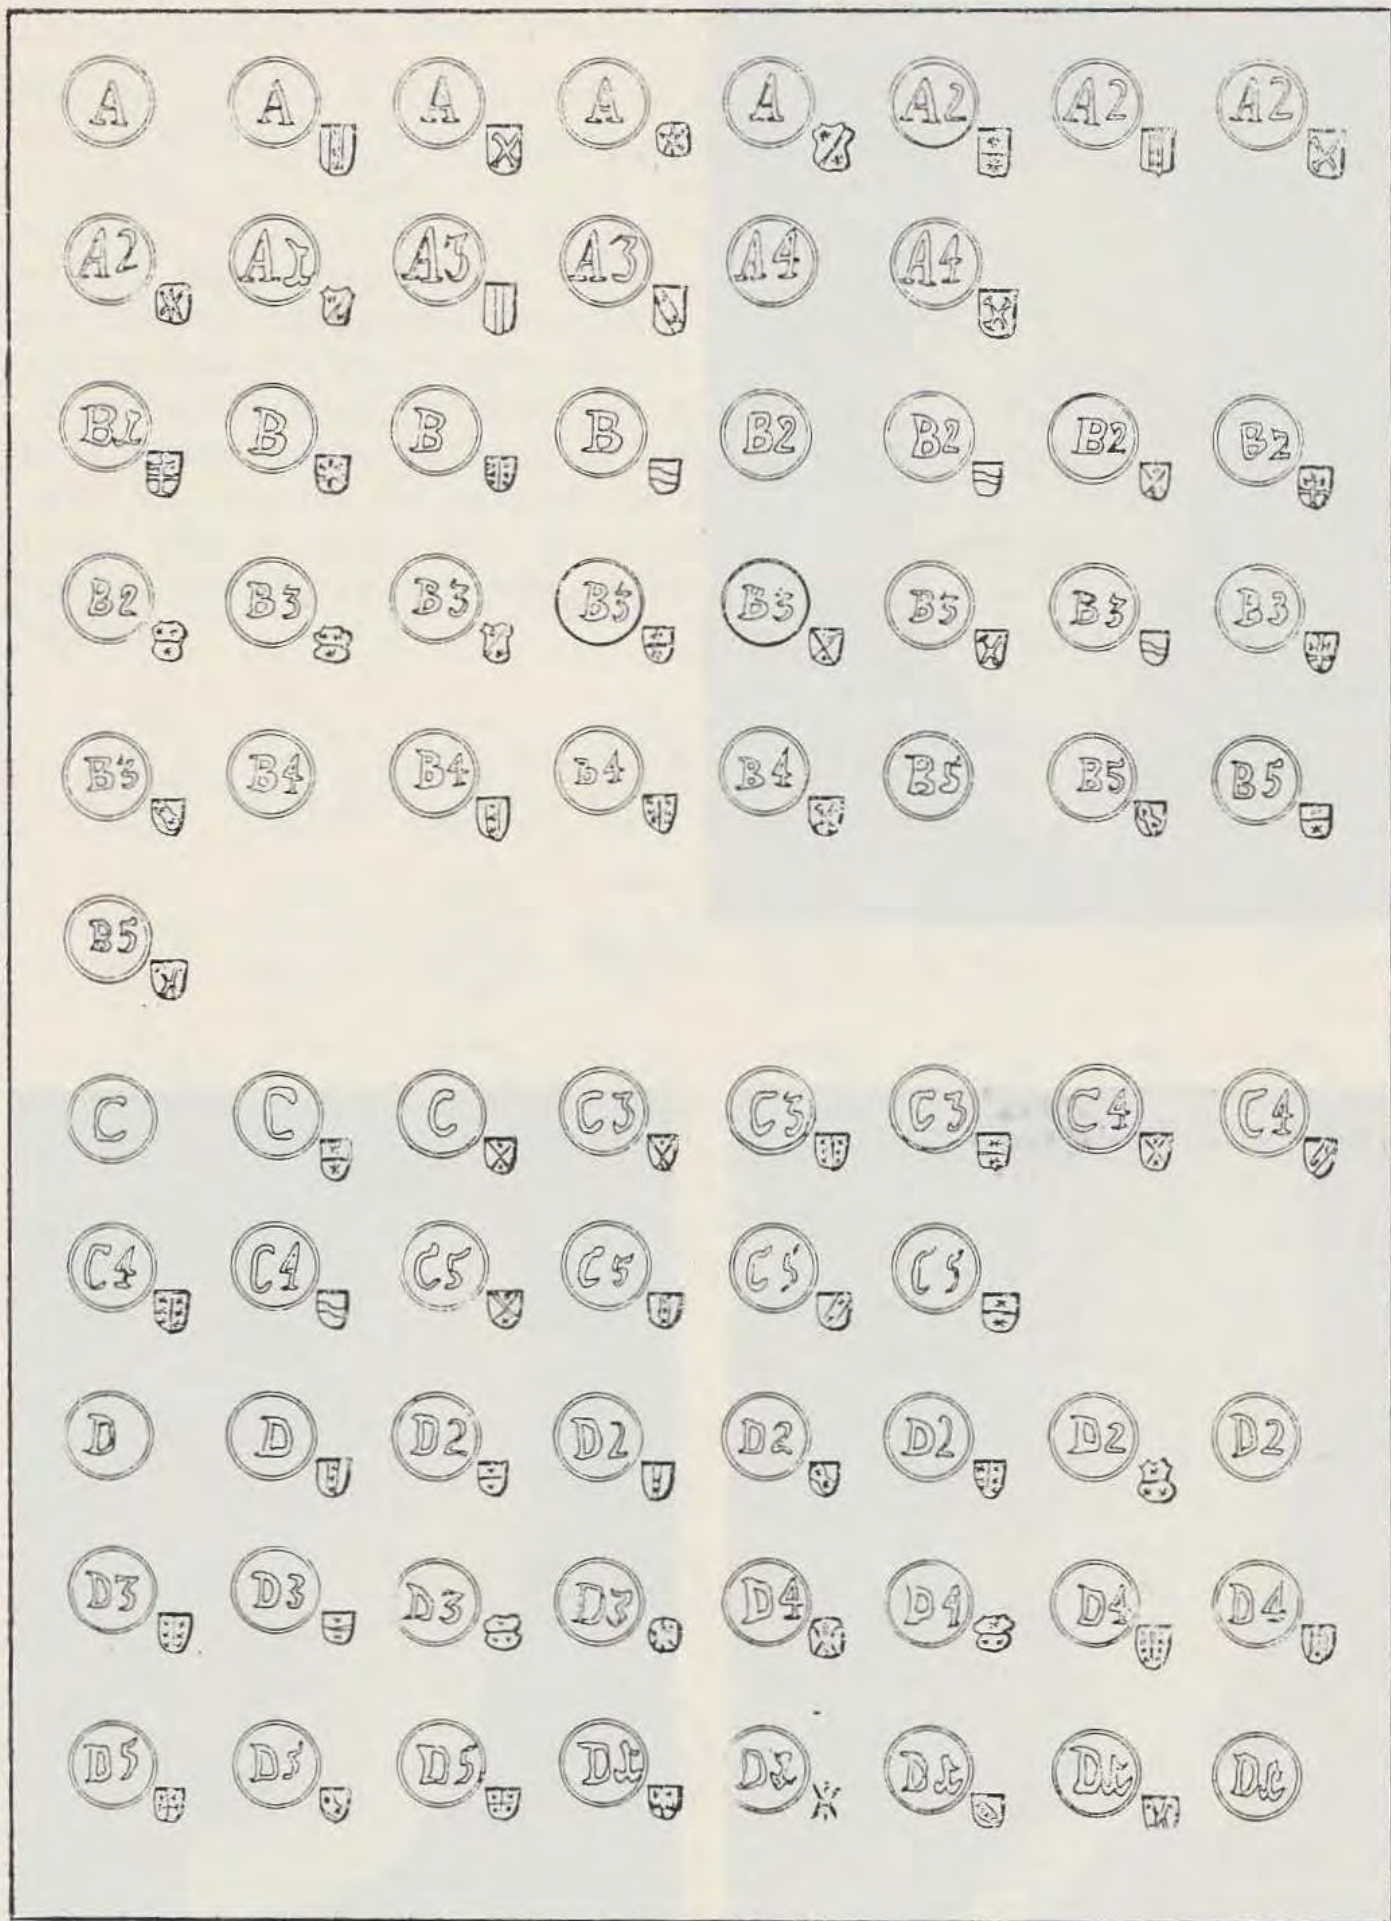 A A A A A A2 A2 A2
A2 A1 A3 A3 A4 A4
B1 B B B B2 B2 B2 B2
B2 B3 B3 B3 B3 B3 B3 B3
B3 B4 B4 B4 B4 B5 B5 B5
B5
C C C C3 C3 C3 C4 C4
C4 C4 C5 C5 C5 C5
D D D2 D2 D2 D2 D2 D2
D3 D3 D3 D3 D4 D4 D4 D4
D5 D5 D5